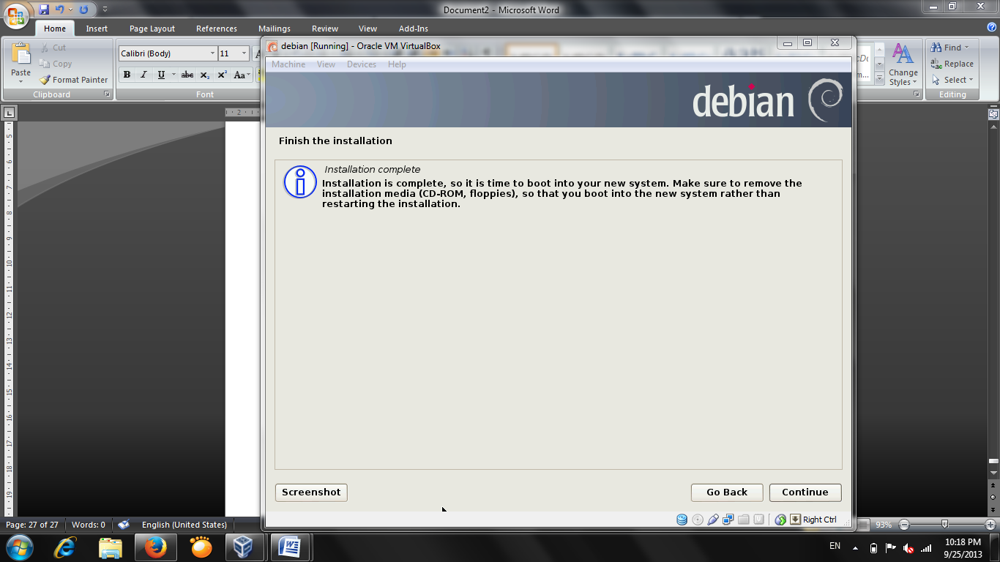 Document2 - Microsoft Word
Home Insert Page Layout References Mailings Review View Add-Ins
Cut
Copy
Format Painter
Paste
Clipboard
Calibri (Body) 11
B I U abc x₂ x² Aa
Font
Change
Styles
Find
Replace
Select
Editing
debian [Running] - Oracle VM VirtualBox
Machine View Devices Help
debian
Finish the installation
Installation complete
Installation is complete, so it is time to boot into your new system. Make sure to remove the
installation media (CD-ROM, floppies), so that you boot into the new system rather than
restarting the installation.
Screenshot Go Back Continue
Right Ctrl
Page: 27 of 27 Words: 0 English (United States) 93%
EN
10:18 PM
9/25/2013